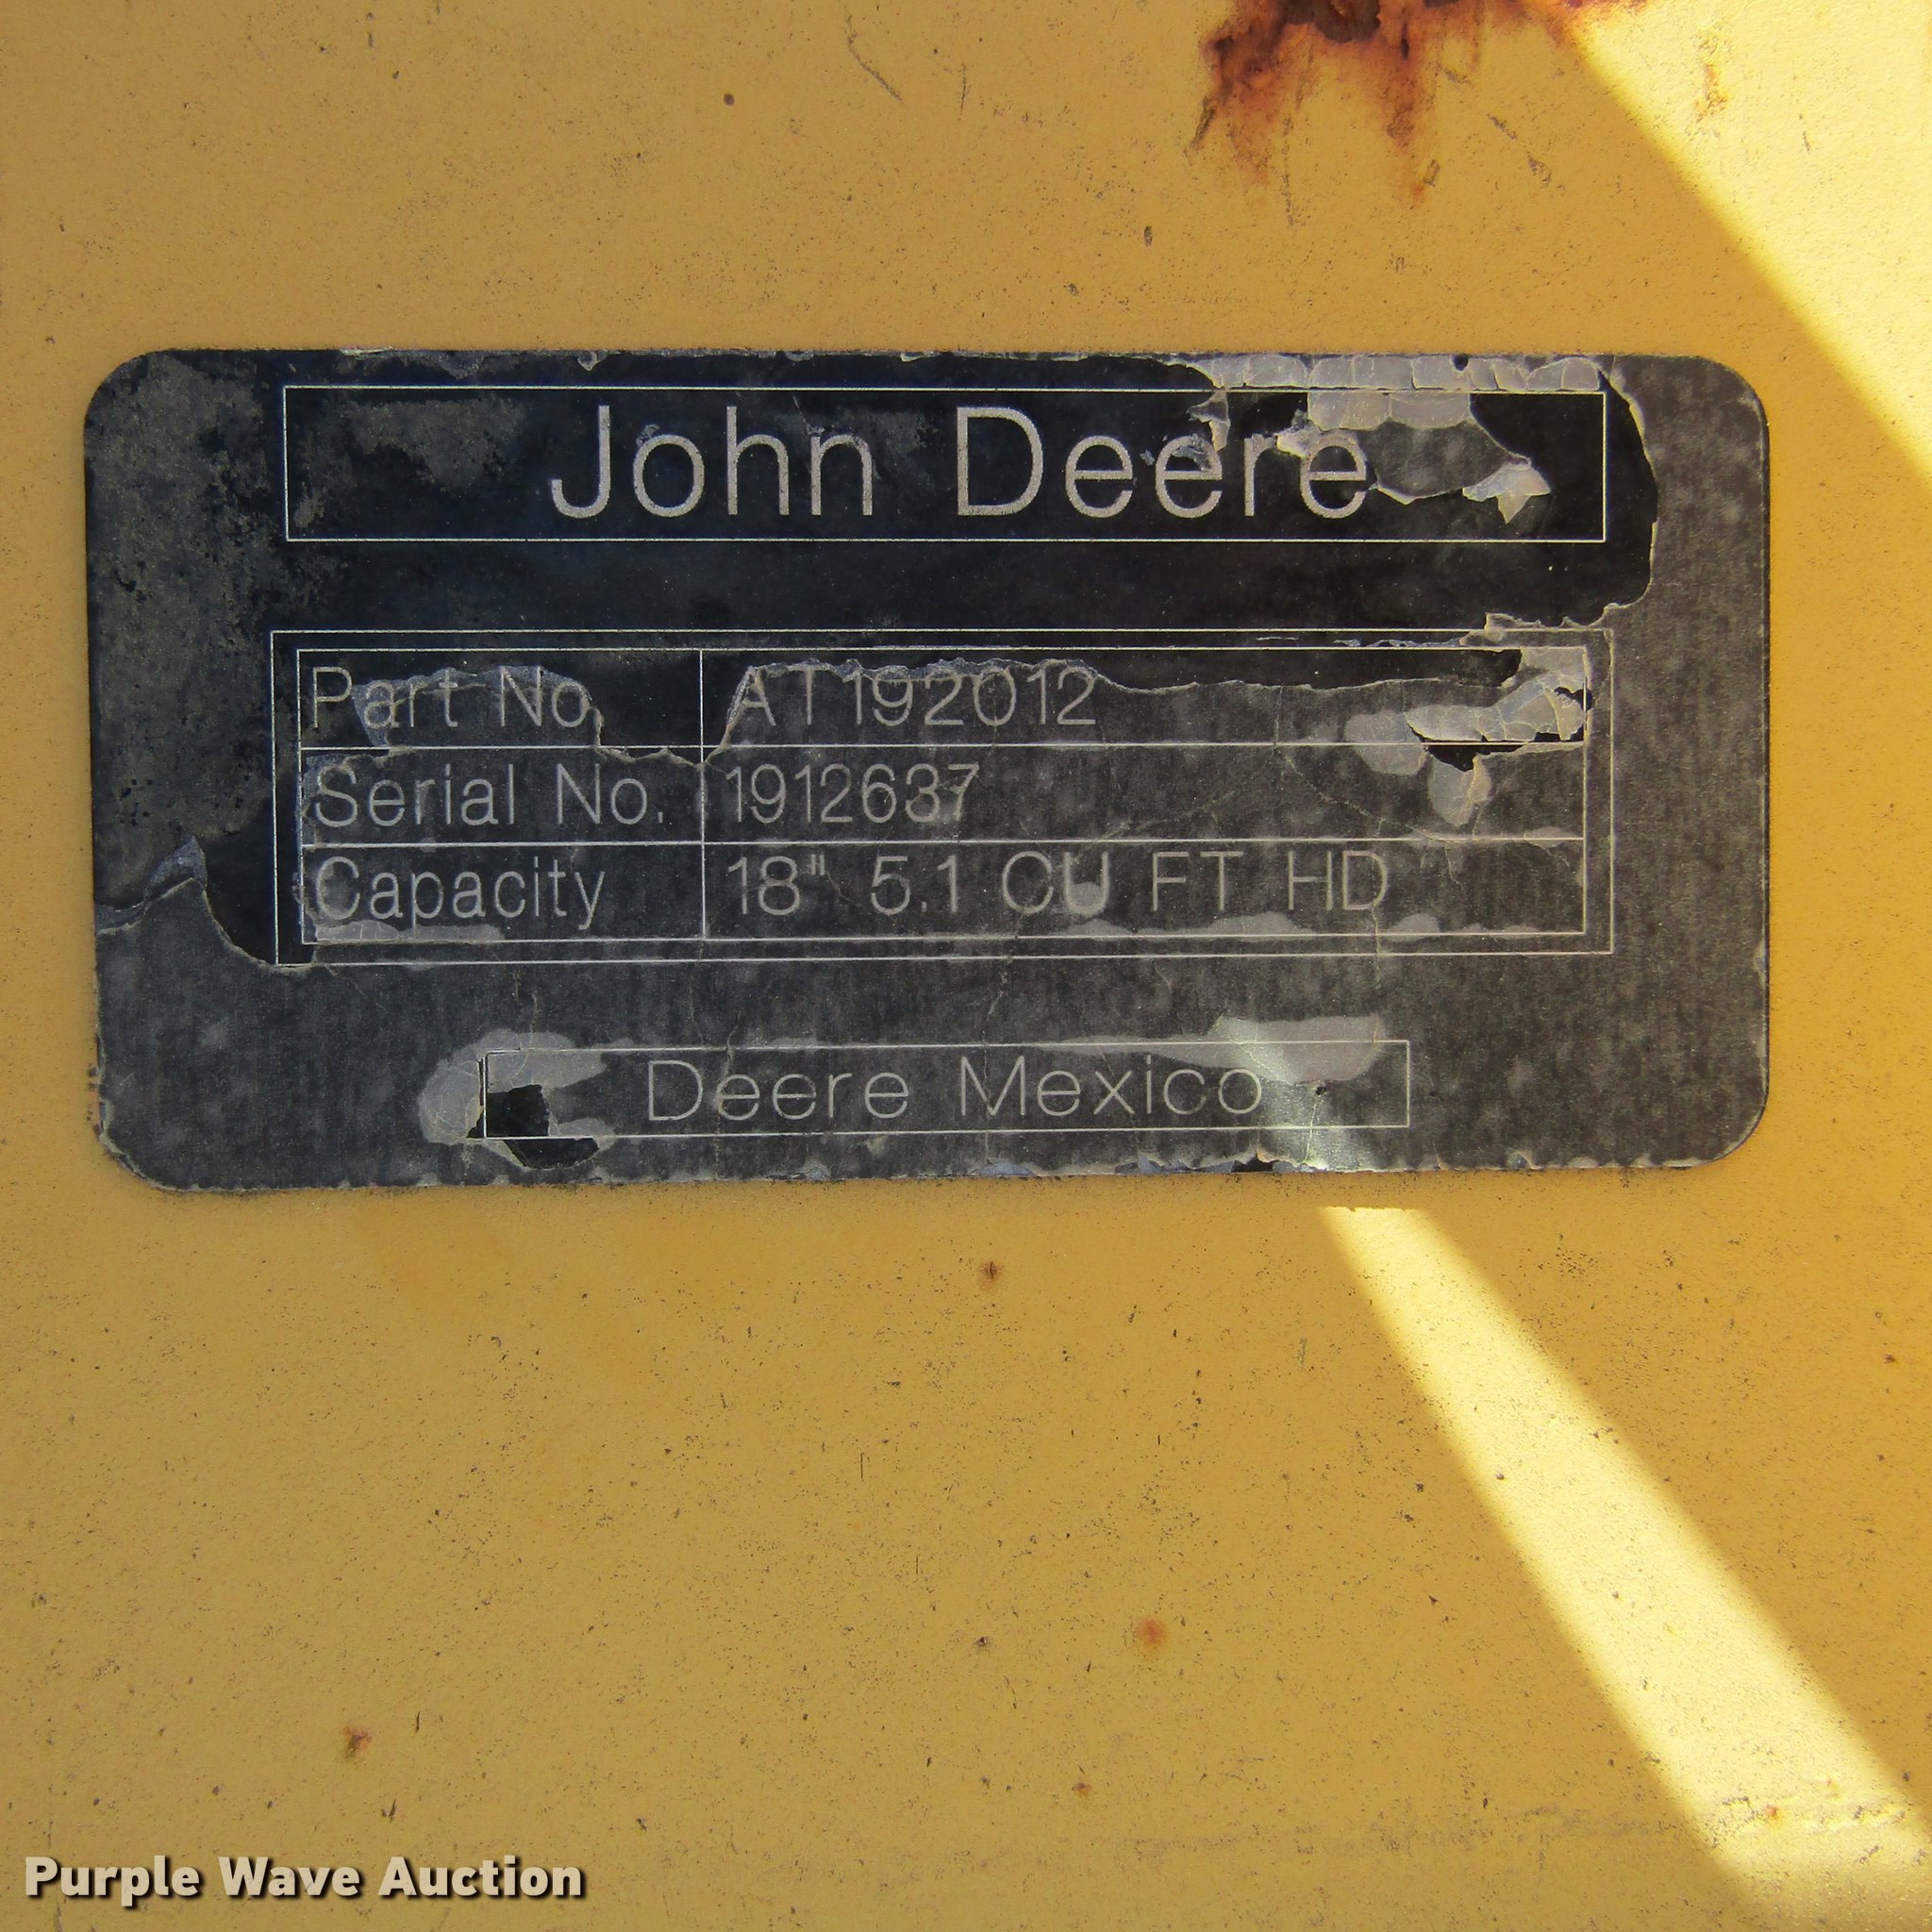 John Deere
Part No. AT192012
Serial No. 1912637
Capacity 18" 5.1 CU FT HD
Deere Mexico
Purple Wave Auction